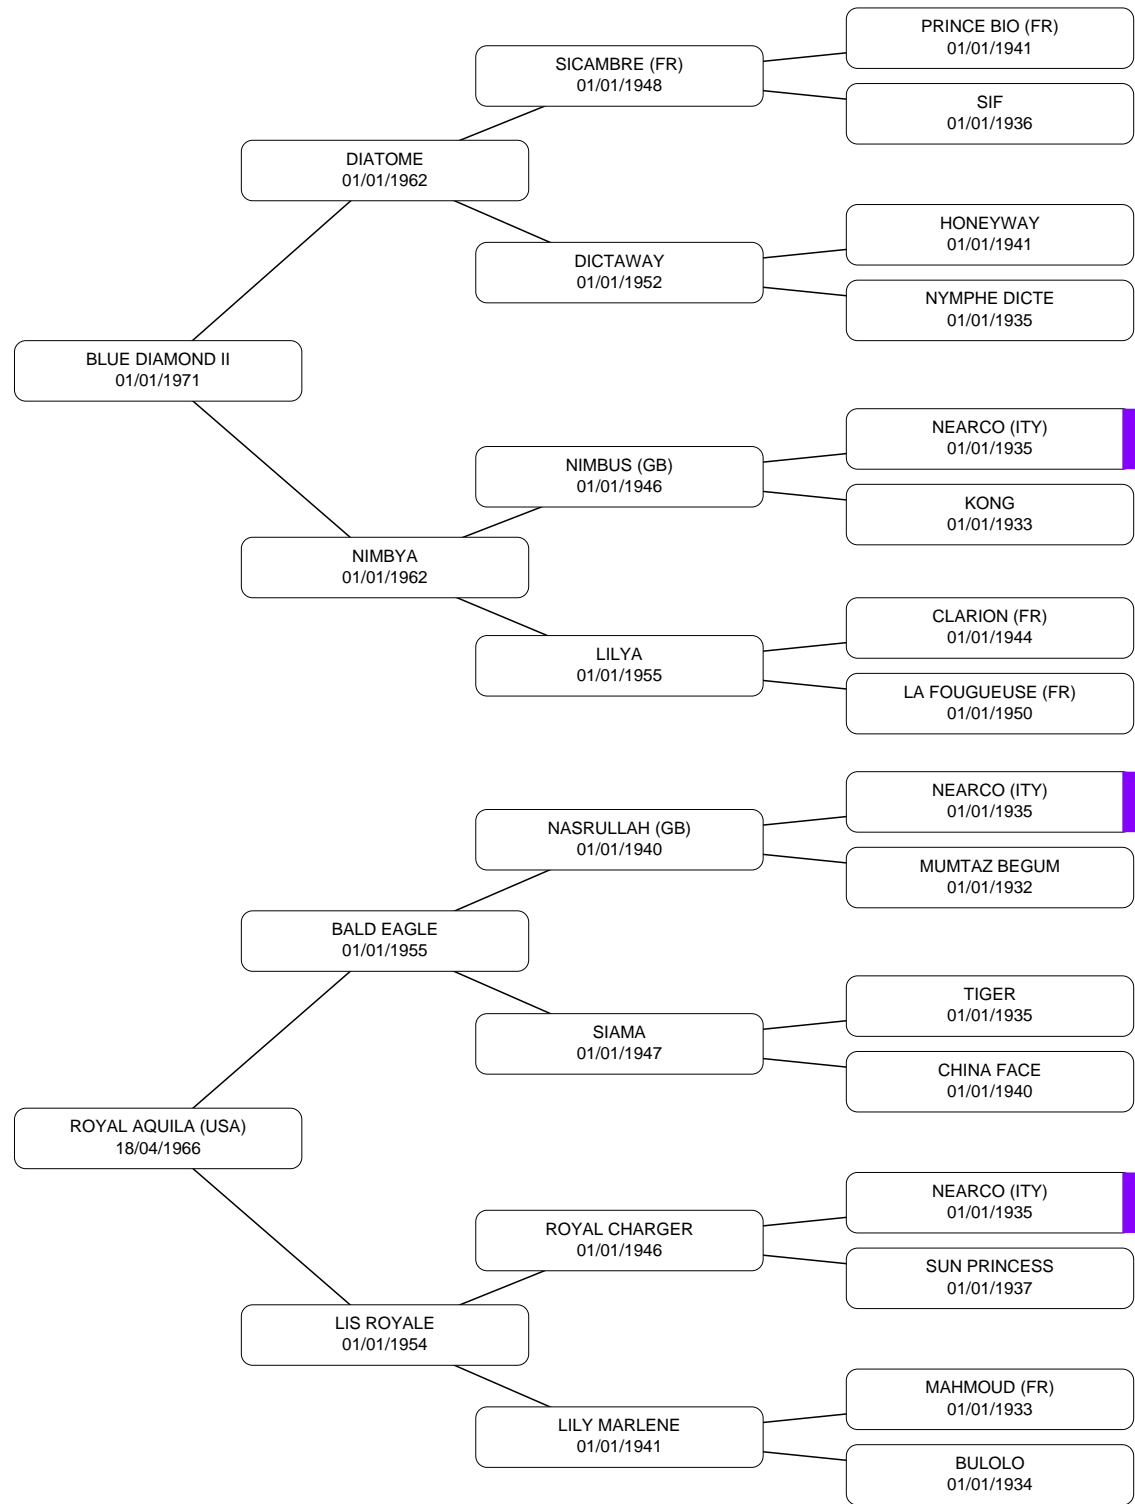 PRINCE BIO (FR)
01/01/1941
SICAMBRE (FR)
01/01/1948
SIF
01/01/1936
DIATOME
01/01/1962
HONEYWAY
01/01/1941
DICTAWAY
01/01/1952
NYMPHE DICTE
01/01/1935
BLUE DIAMOND II
01/01/1971
NEARCO (ITY)
01/01/1935
NIMBUS (GB)
01/01/1946
KONG
01/01/1933
NIMBYA
01/01/1962
CLARION (FR)
01/01/1944
LILYA
01/01/1955
LA FOUGUEUSE (FR)
01/01/1950
NEARCO (ITY)
01/01/1935
NASRULLAH (GB)
01/01/1940
MUMTAZ BEGUM
01/01/1932
BALD EAGLE
01/01/1955
TIGER
01/01/1935
SIAMA
01/01/1947
CHINA FACE
01/01/1940
ROYAL AQUILA (USA)
18/04/1966
NEARCO (ITY)
01/01/1935
ROYAL CHARGER
01/01/1946
SUN PRINCESS
01/01/1937
LIS ROYALE
01/01/1954
MAHMOUD (FR)
01/01/1933
LILY MARLENE
01/01/1941
BULOLO
01/01/1934